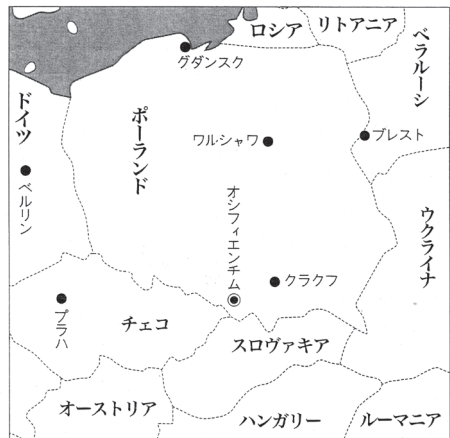 ロシア
リトアニア
ベラルーシ
グダンスク
ドイツ
ポーランド
ワルシャワ
ブレスト
ベルリン
オシフィエンチム
ウクライナ
クラクフ
プラハ
チェコ
スロヴァキア
オーストリア
ハンガリー
ルーマニア